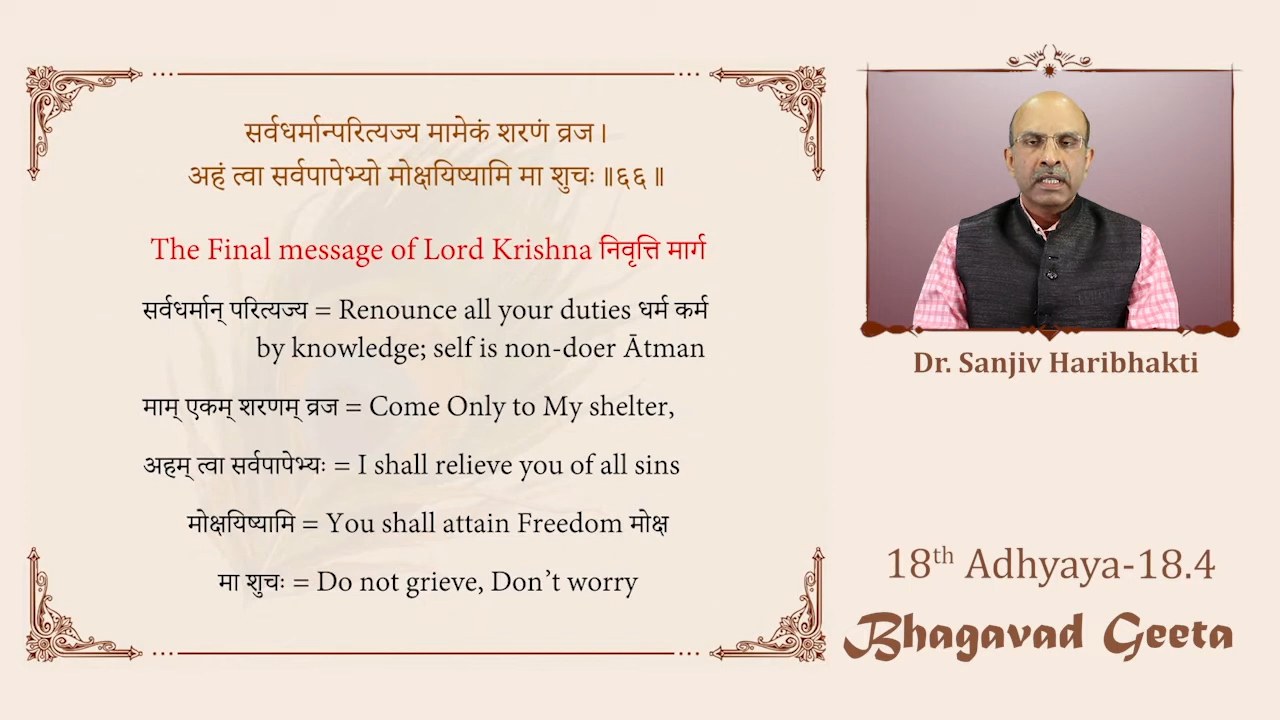 सर्वधर्मान्परित्यज्य मामेकं शरणं व्रज।
अहं त्वा सर्वपापेभ्यो मोक्षयिष्यामि मा शुचः॥६६॥
The Final message of Lord Krishna निवृत्ति मार्ग
सर्वधर्मान् परित्यज्य = Renounce all your duties धर्म कर्म
by knowledge; self is non-doer Ātman
माम् एकम् शरणम् व्रज = Come Only to My shelter,
अहम् त्वा सर्वपापेभ्यः = I shall relieve you of all sins
मोक्षयिष्यामि = You shall attain Freedom मोक्ष
मा शुचः = Do not grieve, Don’t worry
Dr. Sanjiv Haribhakti
18th Adhyaya-18.4
Bhagavad Geeta